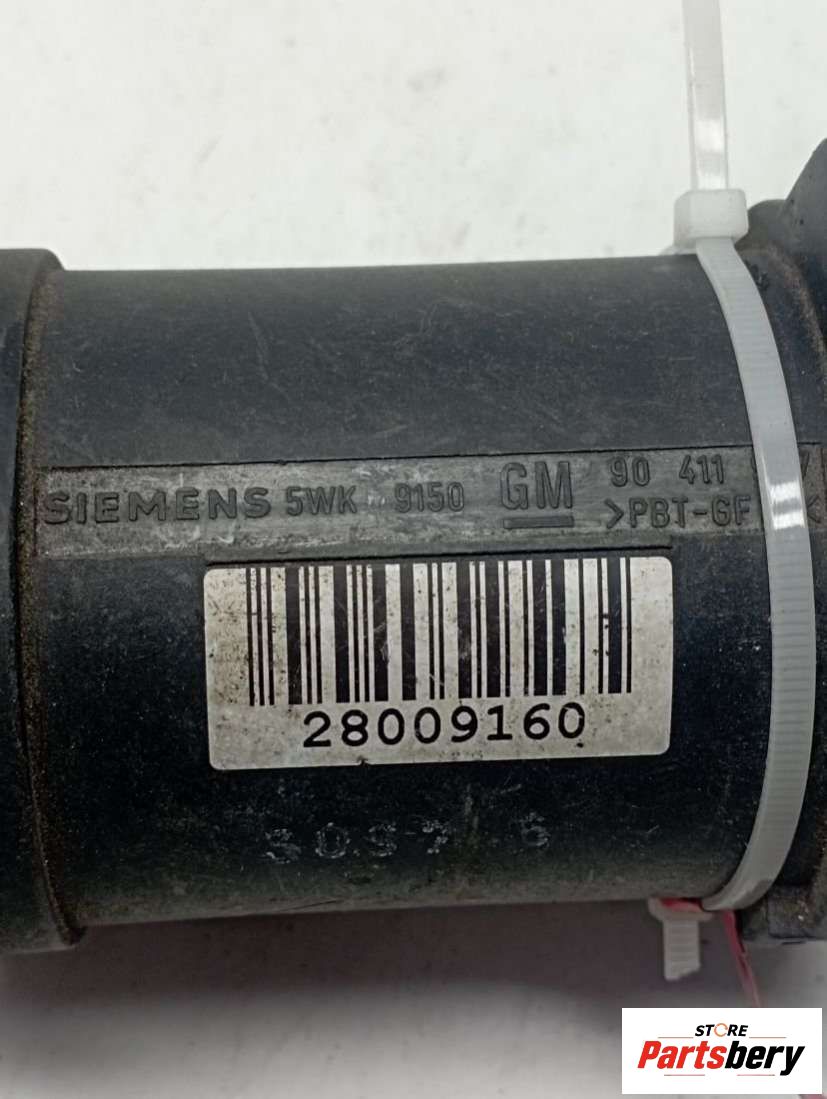 SIEMENS 5WK 9150 GM 90 411
>PBT-GF
28009160
STORE
Partsbery